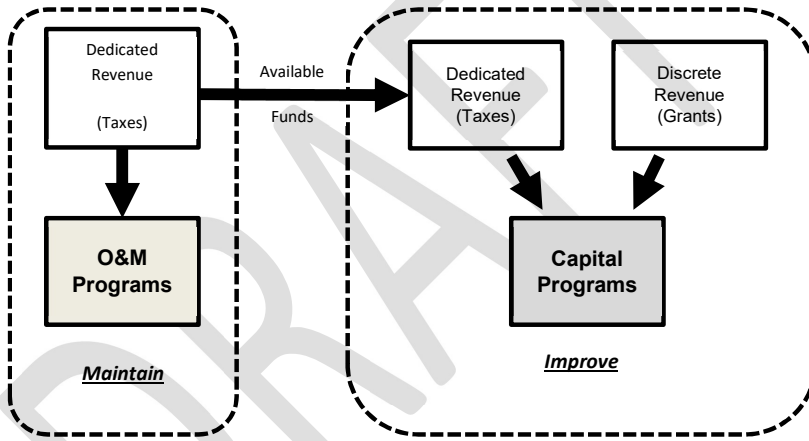 Dedicated
Revenue
(Taxes)
Available
Funds
Dedicated
Revenue
(Taxes)
Discrete
Revenue
(Grants)
O&M
Programs
Capital
Programs
Maintain
Improve
DRAFT